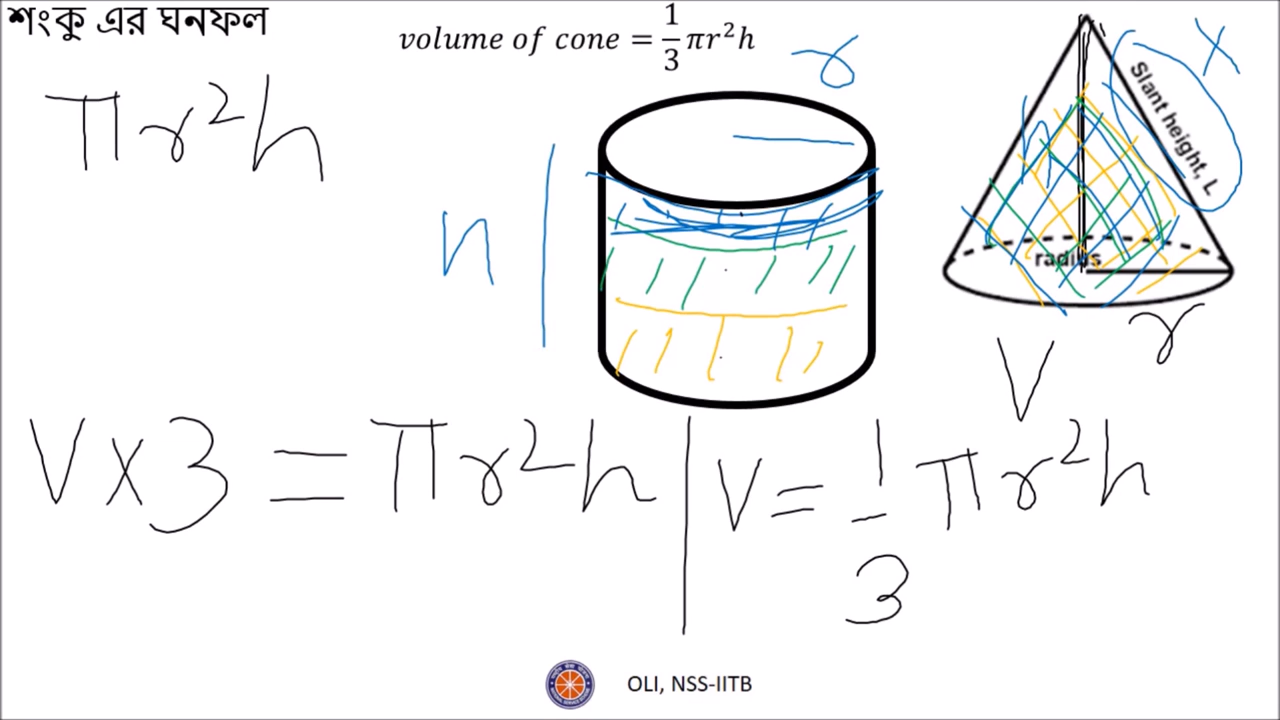 শংকু এর ঘনফল
volume of cone = 1/3 πr²h
πr²h
r
h
h
Slant height, L
X
radius
r
V
V x 3 = πr²h
V = 1/3 πr²h
OLI, NSS-IITB